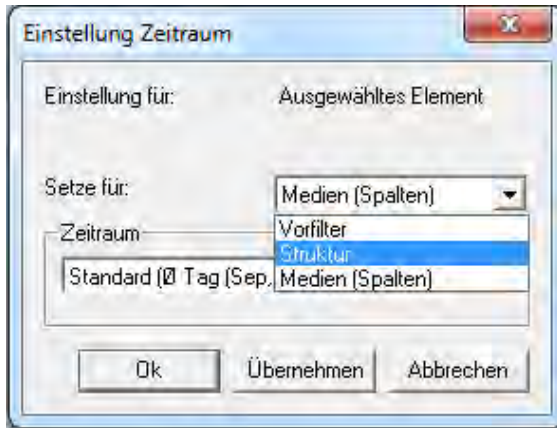 Einstellung Zeitraum
Einstellung für: Ausgewähltes Element
Setze für: Medien (Spalten)
Vorfilter
Zeitraum
Struktur
Standard (Ø Tag (Sep, Medien (Spalten)
Ok Übernehmen Abbrechen